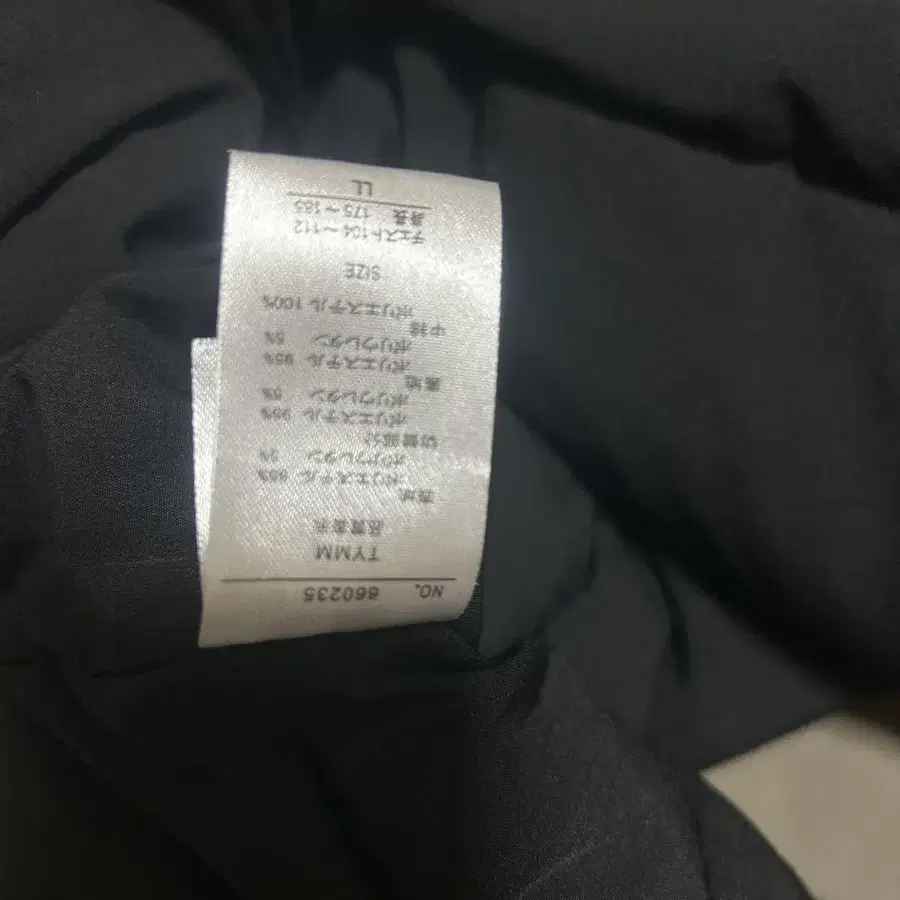 NO. 660235
TYMM
品質表示
表地
ポリエステル 95%
ポリウレタン 5%
切替部分
ポリエステル 95%
ポリウレタン 5%
裏地
ポリエステル 95%
ポリウレタン 5%
中綿
ポリエステル 100%
SIZE
チェスト104～112
身長 175～185
LL